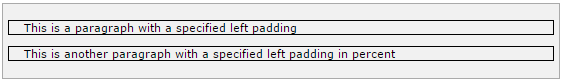 This is a paragraph with a specified left padding
This is another paragraph with a specified left padding in percent